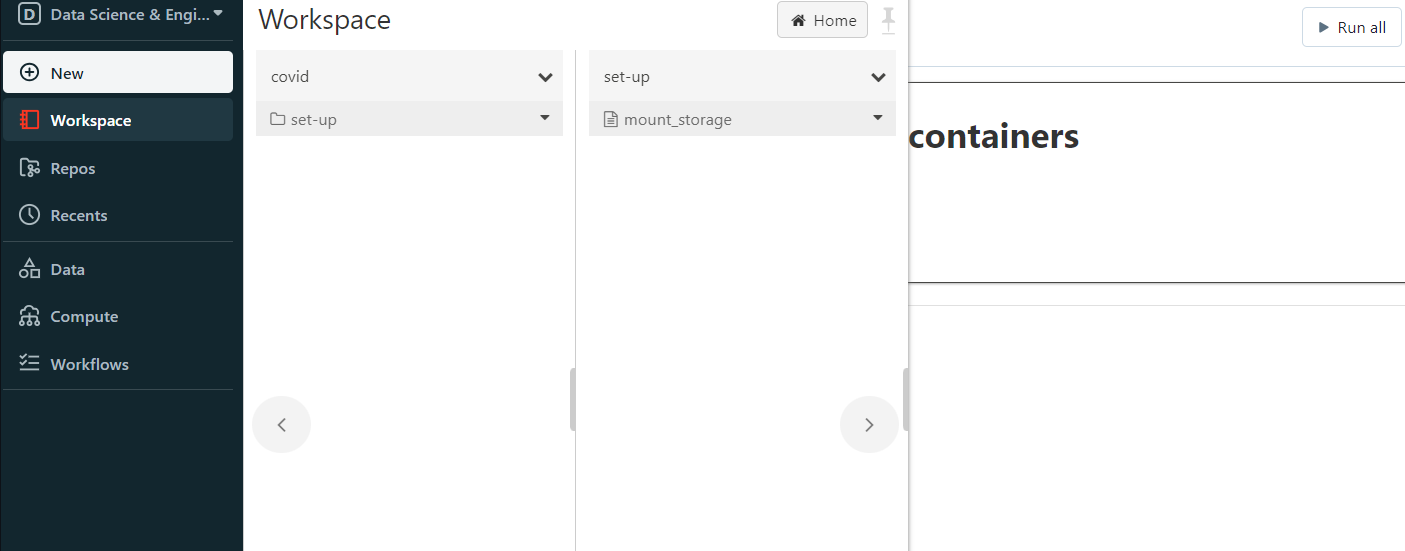 D Data Science & Engi...
New
Workspace
Repos
Recents
Data
Compute
Workflows
Workspace
Home
covid
set-up
set-up
mount_storage
Run all
containers